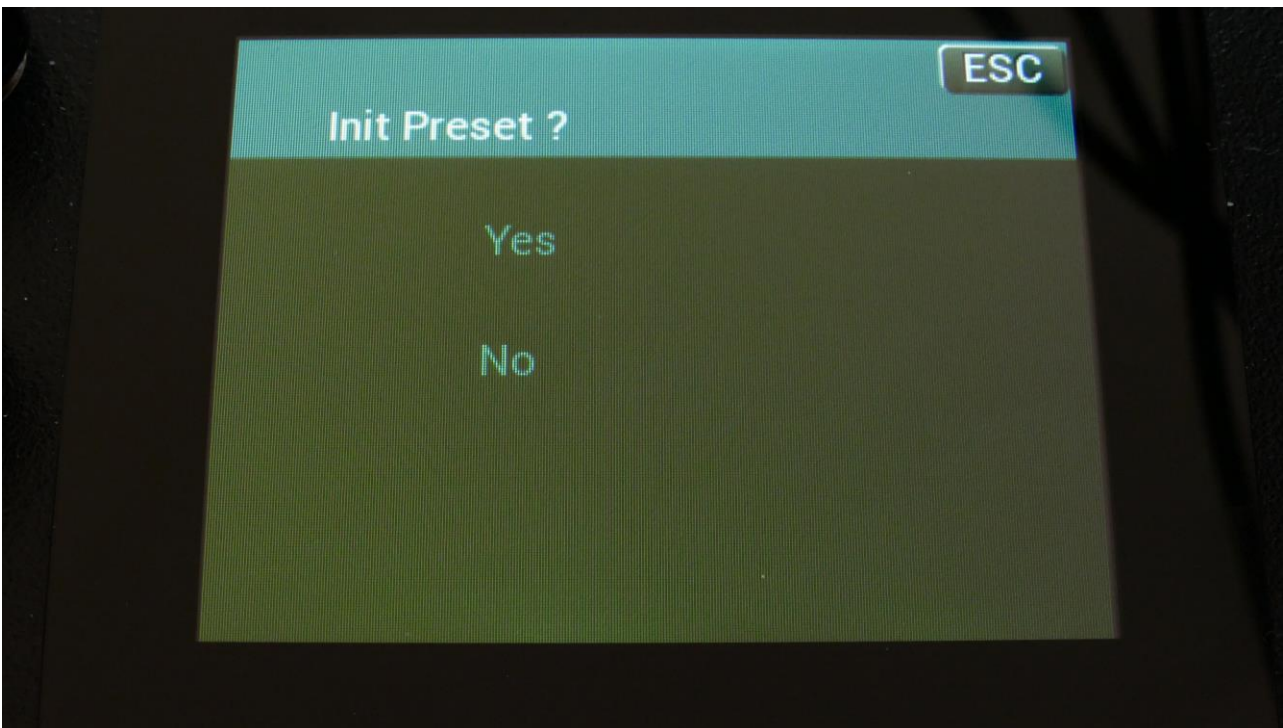 ESC
Init Preset ?
Yes
No